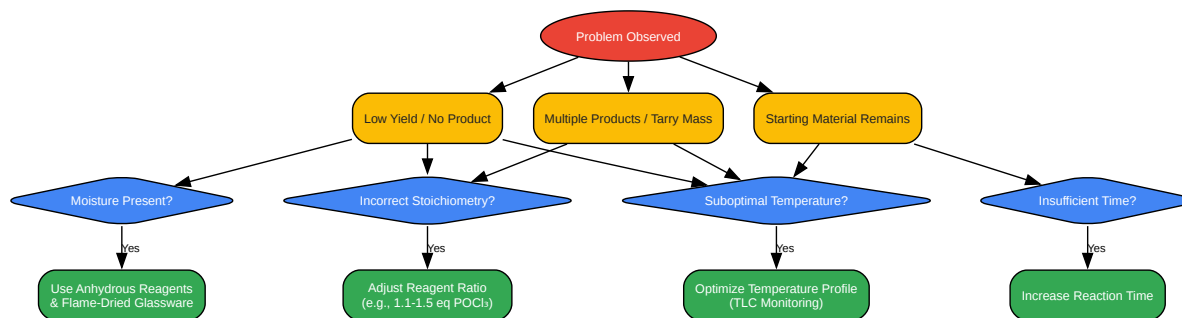 Problem Observed
Low Yield / No Product
Multiple Products / Tarry Mass
Starting Material Remains
Moisture Present?
Incorrect Stoichiometry?
Suboptimal Temperature?
Insufficient Time?
Yes
Yes
Yes
Yes
Use Anhydrous Reagents
& Flame-Dried Glassware
Adjust Reagent Ratio
(e.g., 1.1-1.5 eq POCl₃)
Optimize Temperature Profile
(TLC Monitoring)
Increase Reaction Time